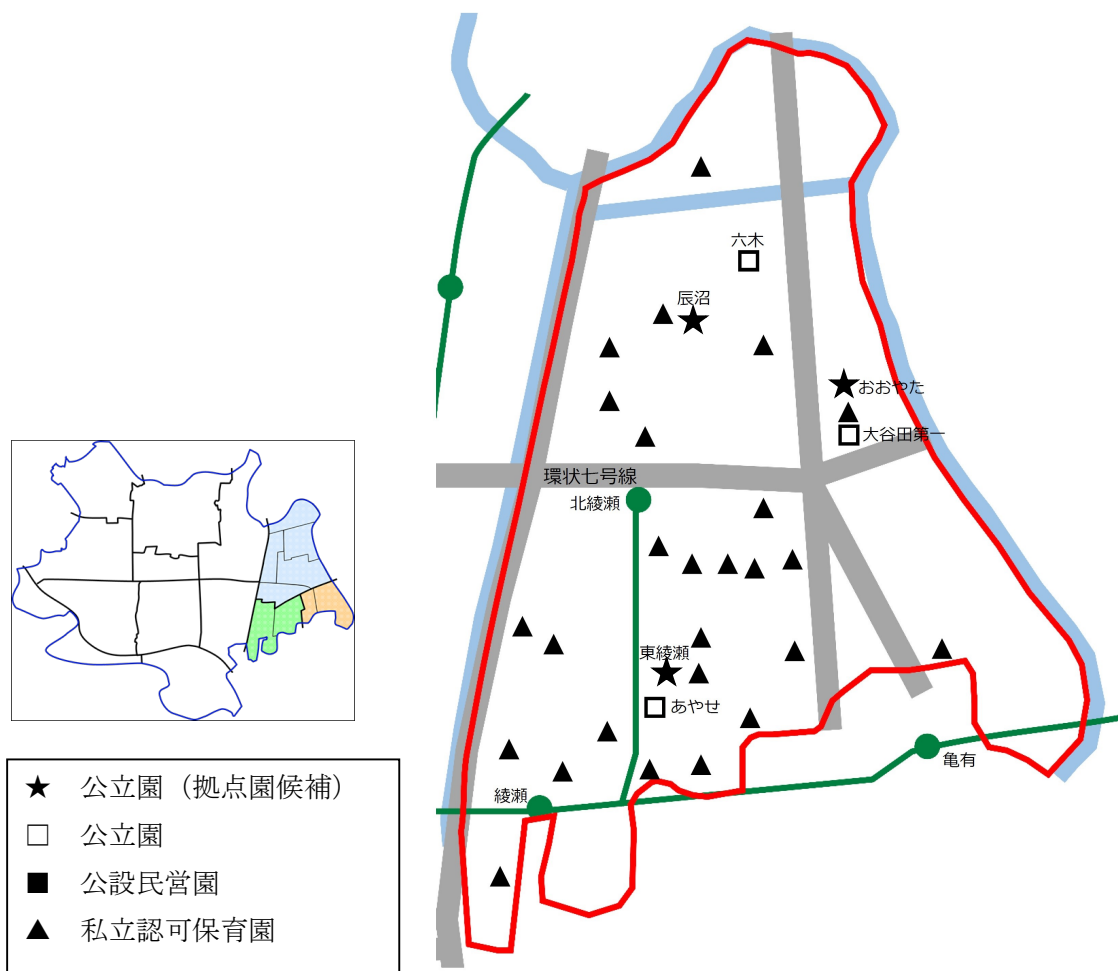 六木
辰沼
おおやた
大谷田第一
環状七号線
北綾瀬
東綾瀬
あやせ
亀有
綾瀬
★ 公立園（拠点園候補）
□ 公立園
■ 公設民営園
▲ 私立認可保育園